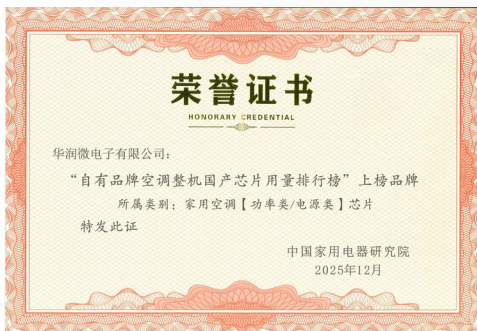 荣誉证书
HONORARY CREDENTIAL
华润微电子有限公司：
“自有品牌空调整机国产芯片用量排行榜”上榜品牌
所属类别：家用空调【功率类/电源类】芯片
特发此证
中国家用电器研究院
2025年12月